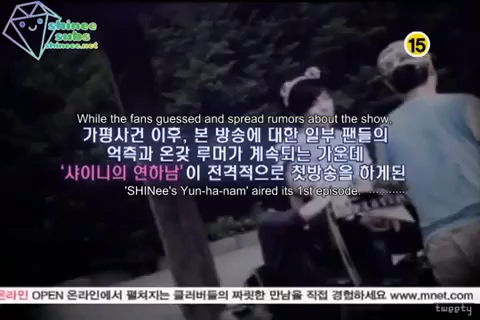 shinee
subs
shineee.net
15
While the fans guessed and spread rumors about the show,
가평사건 이후, 본 방송에 대한 일부 팬들의
억측과 온갖 루머가 계속되는 가운데
‘샤이니의 연하남’이 전격적으로 첫방송을 하게된
'SHINee's Yun-ha-nam' aired its 1st episode.
온라인 OPEN 온라인에서 펼쳐지는 클러버들의 짜릿한 만남을 직접 경험하세요 www.mnet.com
tweety